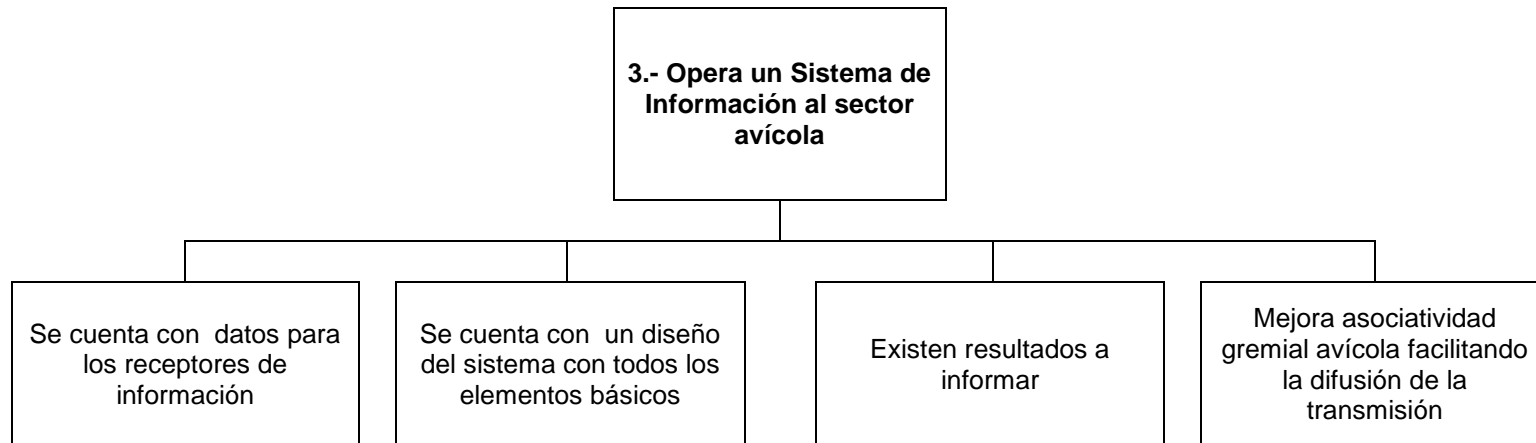 3.- Opera un Sistema de
Información al sector
avícola
Se cuenta con datos para
los receptores de
información
Se cuenta con un diseño
del sistema con todos los
elementos básicos
Existen resultados a
informar
Mejora asociatividad
gremial avícola facilitando
la difusión de la
transmisión